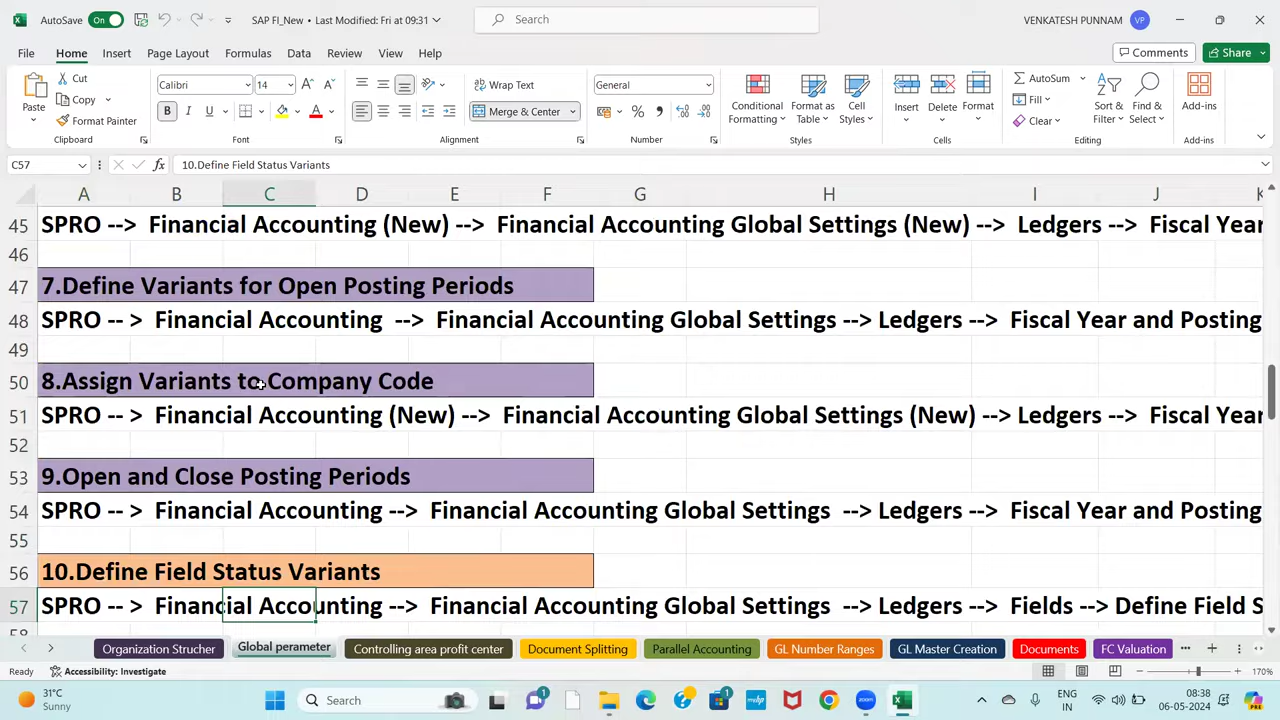 AutoSave On SAP FI_New • Last Modified: Fri at 09:31 Search VENKATESH PUNNAM VP
File Home Insert Page Layout Formulas Data Review View Help Comments Share
Cut Calibri 14 Wrap Text General AutoSum
Copy Merge & Center Fill
Paste Format Painter Conditional Formatting Format as Table Cell Styles Insert Delete Format Clear Sort & Filter Find & Select Add-ins
Clipboard Font Alignment Number Styles Cells Editing Add-ins
C57 fx 10.Define Field Status Variants
A B C D E F G H I J K
45 SPRO --> Financial Accounting (New) --> Financial Accounting Global Settings (New) --> Ledgers --> Fiscal Year
46
47 7.Define Variants for Open Posting Periods
48 SPRO -- > Financial Accounting --> Financial Accounting Global Settings --> Ledgers --> Fiscal Year and Posting
49
50 8.Assign Variants to Company Code
51 SPRO -- > Financial Accounting (New) --> Financial Accounting Global Settings (New) --> Ledgers --> Fiscal Year
52
53 9.Open and Close Posting Periods
54 SPRO -- > Financial Accounting --> Financial Accounting Global Settings --> Ledgers --> Fiscal Year and Posting
55
56 10.Define Field Status Variants
57 SPRO -- > Financial Accounting --> Financial Accounting Global Settings --> Ledgers --> Fields --> Define Field S
58
Organization Strucher Global perameter Controlling area profit center Document Splitting Parallel Accounting GL Number Ranges GL Master Creation Documents FC Valuation
Ready Accessibility: Investigate 170%
31°C Search ENG 08:38
Sunny IN 06-05-2024